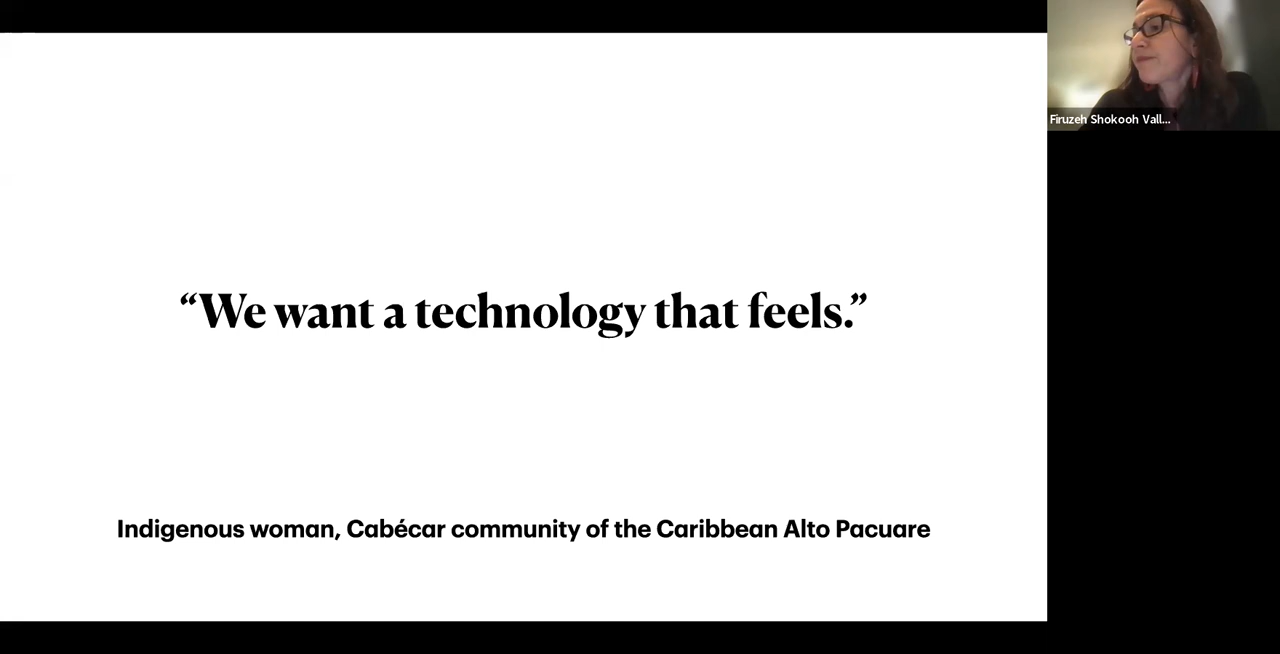 “We want a technology that feels.”
Indigenous woman, Cabécar community of the Caribbean Alto Pacuare
Firuzeh Shokooh Vall...